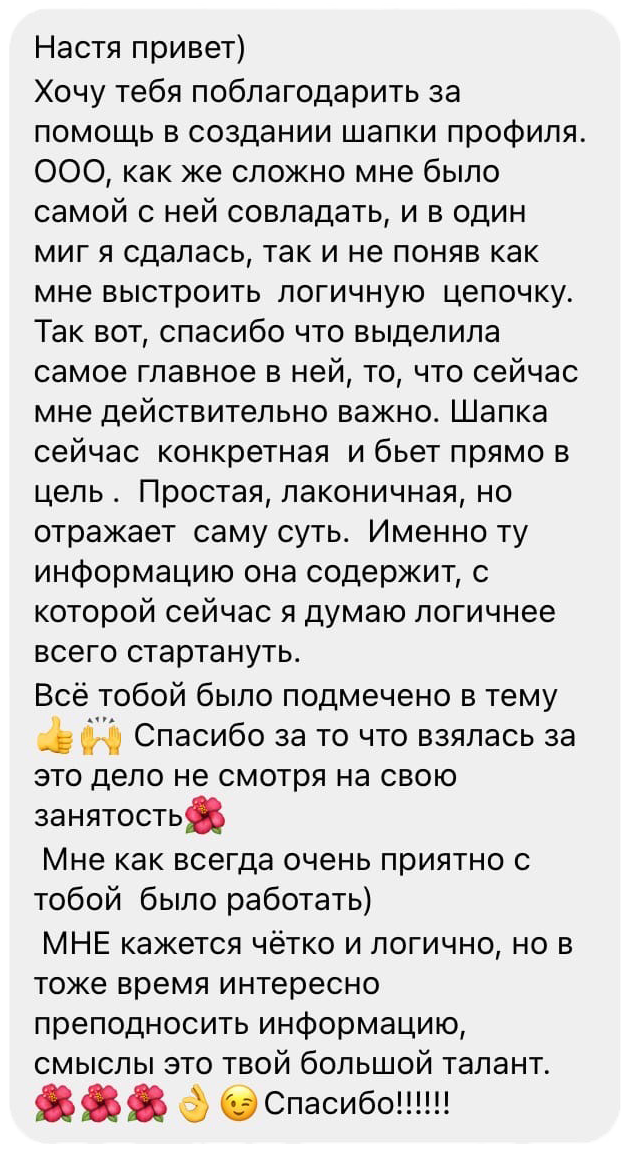 Настя привет)
Хочу тебя поблагодарить за
помощь в создании шапки профиля.
ООО, как же сложно мне было
самой с ней совладать, и в один
миг я сдалась, так и не поняв как
мне выстроить  логичную  цепочку.
Так вот, спасибо что выделила
самое главное в ней, то, что сейчас
мне действительно важно. Шапка
сейчас  конкретная  и бьет прямо в
цель .  Простая, лаконичная, но
отражает  саму суть.  Именно ту
информацию она содержит, с
которой сейчас я думаю логичнее
всего стартануть.
Всё тобой было подмечено в тему
👍🙌 Спасибо за то что взялась за
это дело не смотря на свою
занятость🌺
Мне как всегда очень приятно с
тобой  было работать)
МНЕ кажется чётко и логично, но в
тоже время интересно
преподносить информацию,
смыслы это твой большой талант.
🌺🌺🌺👌😉Спасибо!!!!!!